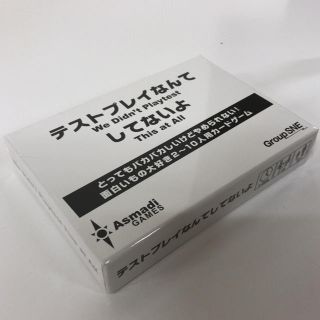 テストプレイなんて
We Didn't Playtest
してないよ
This at All
とってもバカバカしいけどやめられない!
面白いもの大好き2〜10人用カードゲーム
Asmadi
GAMES
Group SNE
テストプレイなんてしてないよ